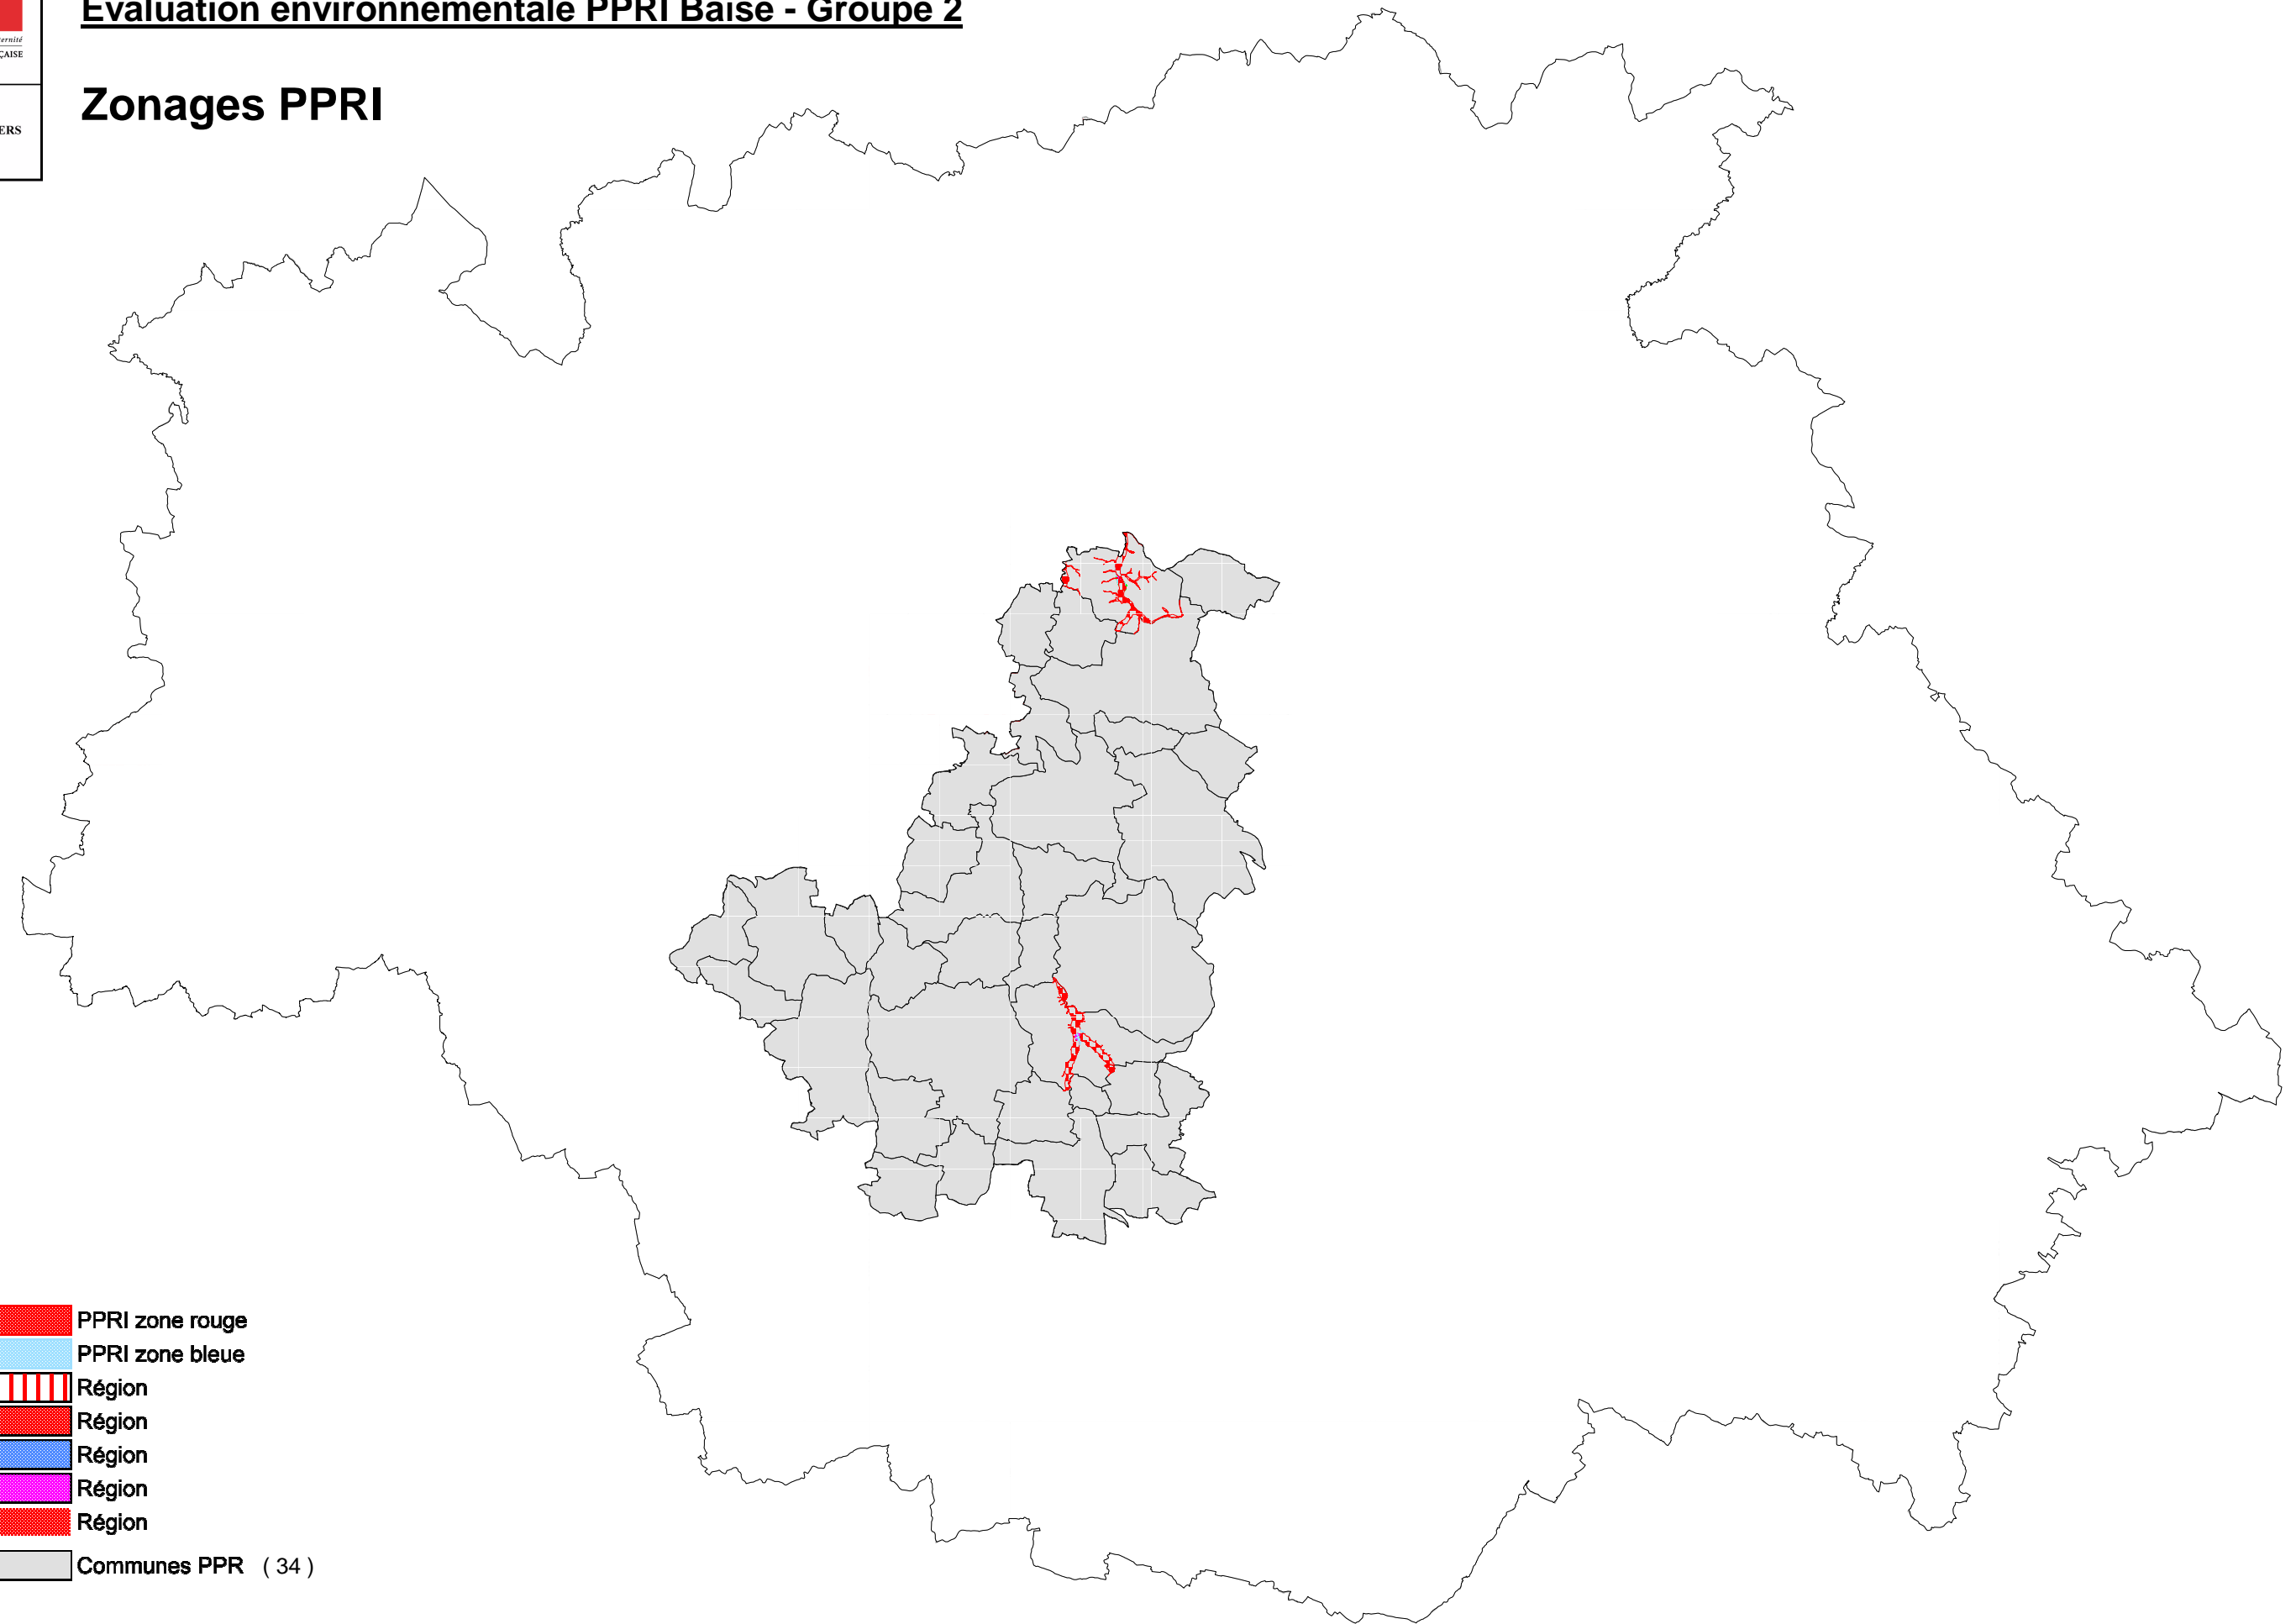 Evaluation environnementale PPRI Baïse - Groupe 2
Zonages PPRI
PPRI zone rouge
PPRI zone bleue
Région
Région
Région
Région
Région
Communes PPR ( 34 )